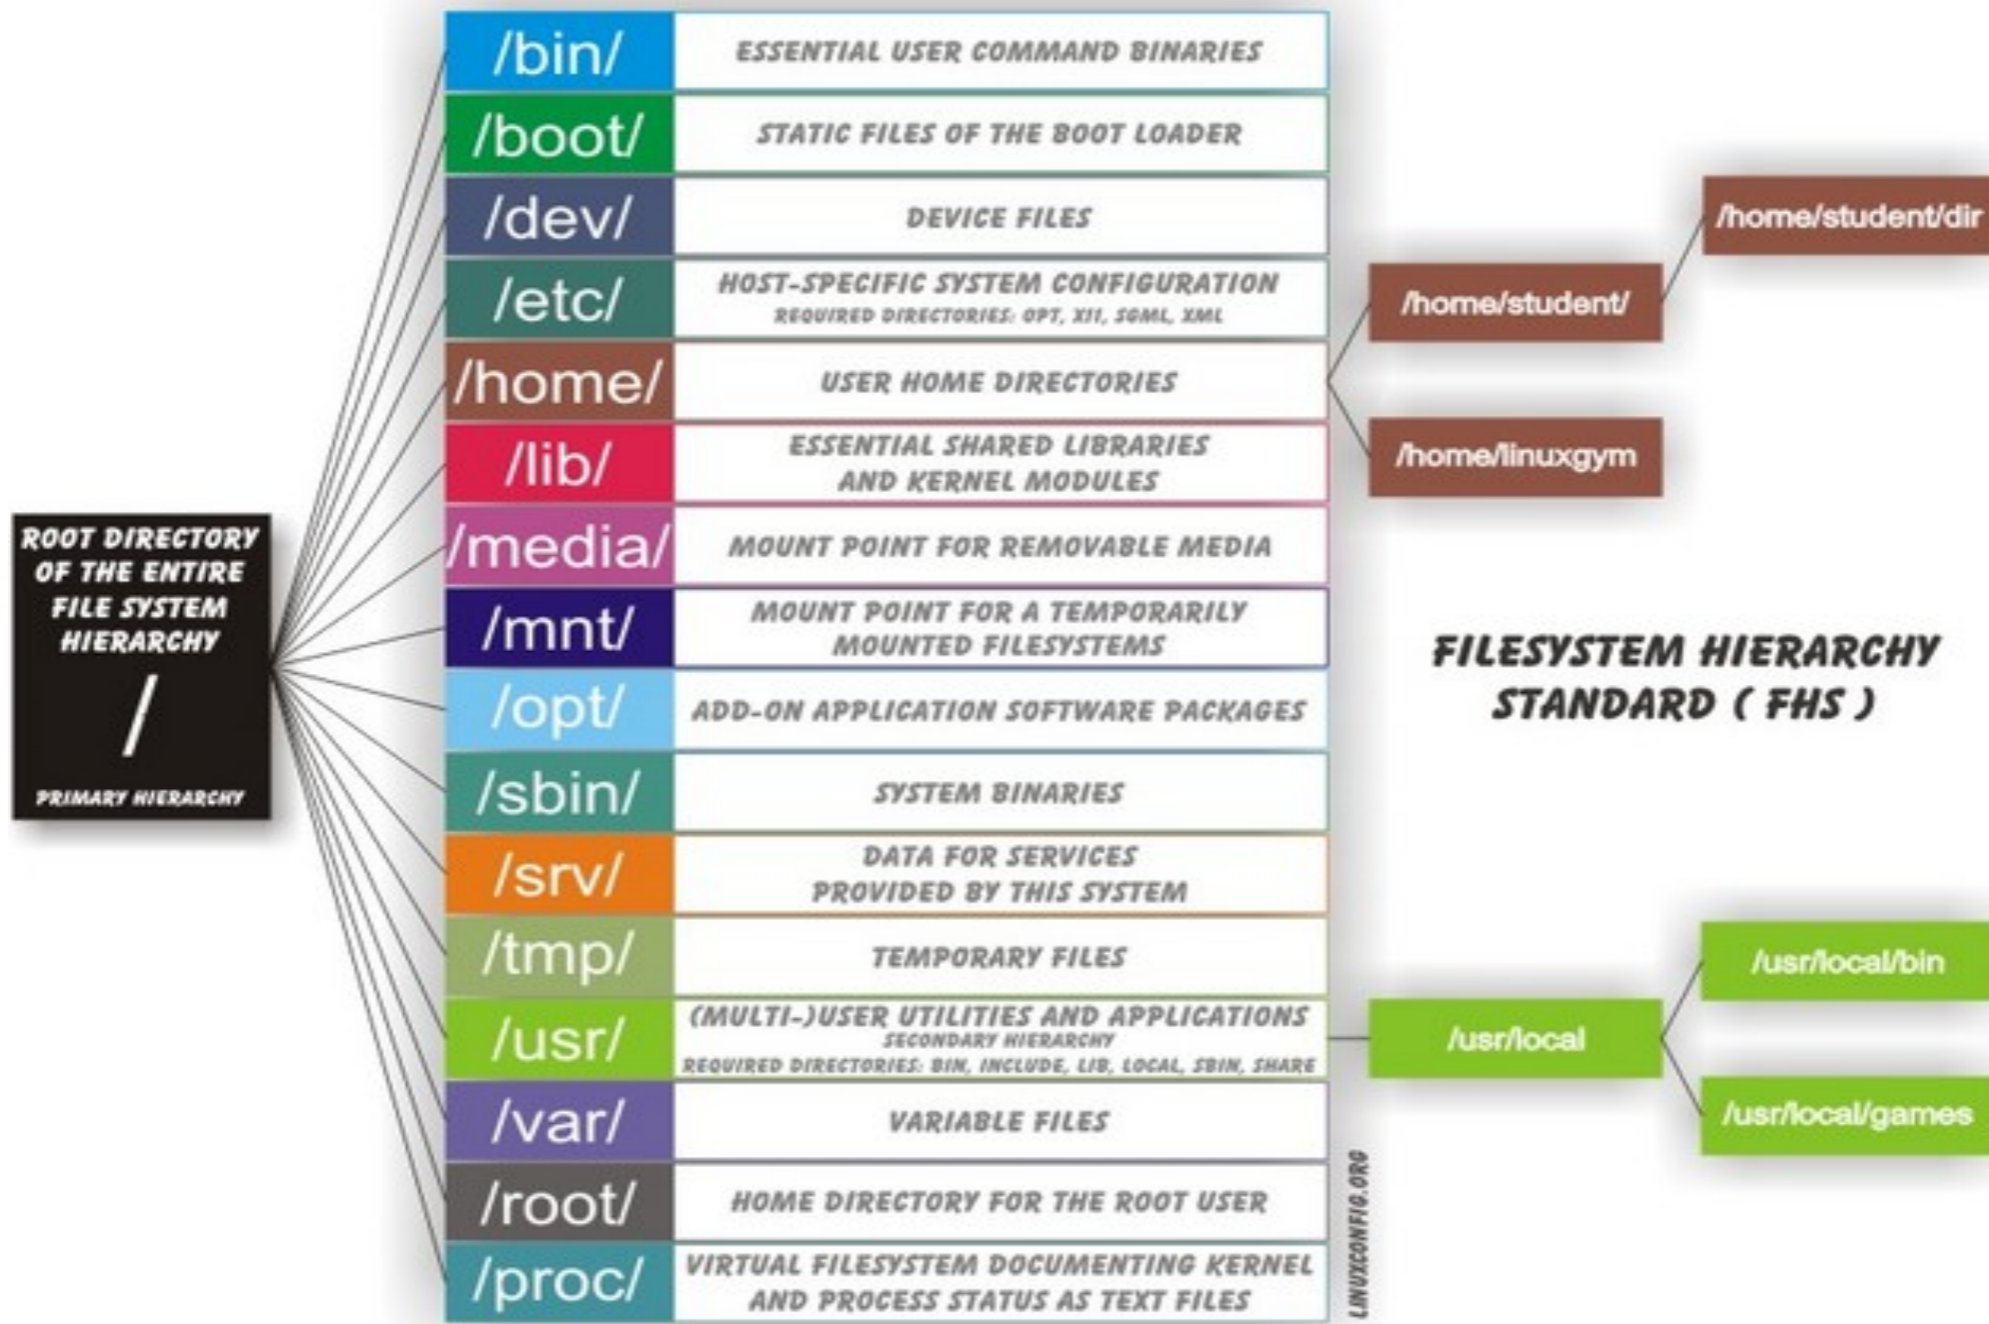 ROOT DIRECTORY
OF THE ENTIRE
FILE SYSTEM
HIERARCHY
/
PRIMARY HIERARCHY
/bin/
ESSENTIAL USER COMMAND BINARIES
/boot/
STATIC FILES OF THE BOOT LOADER
/dev/
DEVICE FILES
/etc/
HOST-SPECIFIC SYSTEM CONFIGURATION
REQUIRED DIRECTORIES: OPT, X11, SGML, XML
/home/
USER HOME DIRECTORIES
/lib/
ESSENTIAL SHARED LIBRARIES
AND KERNEL MODULES
/media/
MOUNT POINT FOR REMOVABLE MEDIA
/mnt/
MOUNT POINT FOR A TEMPORARILY
MOUNTED FILESYSTEMS
/opt/
ADD-ON APPLICATION SOFTWARE PACKAGES
/sbin/
SYSTEM BINARIES
/srv/
DATA FOR SERVICES
PROVIDED BY THIS SYSTEM
/tmp/
TEMPORARY FILES
/usr/
(MULTI-)USER UTILITIES AND APPLICATIONS
SECONDARY HIERARCHY
REQUIRED DIRECTORIES: BIN, INCLUDE, LIB, LOCAL, SBIN, SHARE
/var/
VARIABLE FILES
/root/
HOME DIRECTORY FOR THE ROOT USER
/proc/
VIRTUAL FILESYSTEM DOCUMENTING KERNEL
AND PROCESS STATUS AS TEXT FILES
/home/student/
/home/student/dir
/home/linuxgym
FILESYSTEM HIERARCHY
STANDARD ( FHS )
/usr/local
/usr/local/bin
/usr/local/games
LINUXCONFIG.ORG